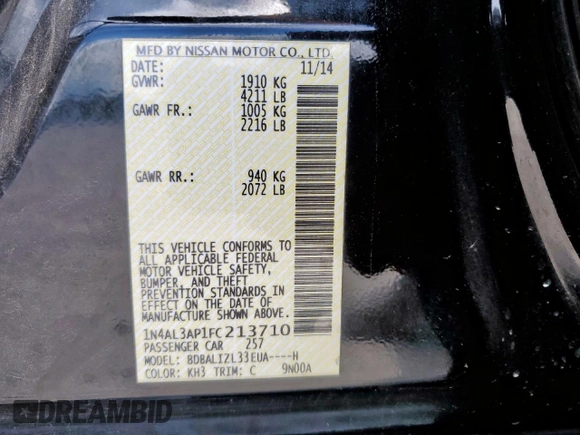 MFD BY NISSAN MOTOR CO., LTD.
DATE: 11/14
GVWR: 1910 KG
4211 LB
GAWR FR.: 1005 KG
2216 LB
GAWR RR.: 940 KG
2072 LB
THIS VEHICLE CONFORMS TO
ALL APPLICABLE FEDERAL
MOTOR VEHICLE SAFETY,
BUMPER, AND THEFT
PREVENTION STANDARDS IN
EFFECT ON THE DATE OF
MANUFACTURE SHOWN ABOVE.
1N4AL3AP1FC213710
PASSENGER CAR 257
MODEL: BDBALIZL33EUA----H
COLOR: KH3 TRIM: C 9N00A
DREAMBID